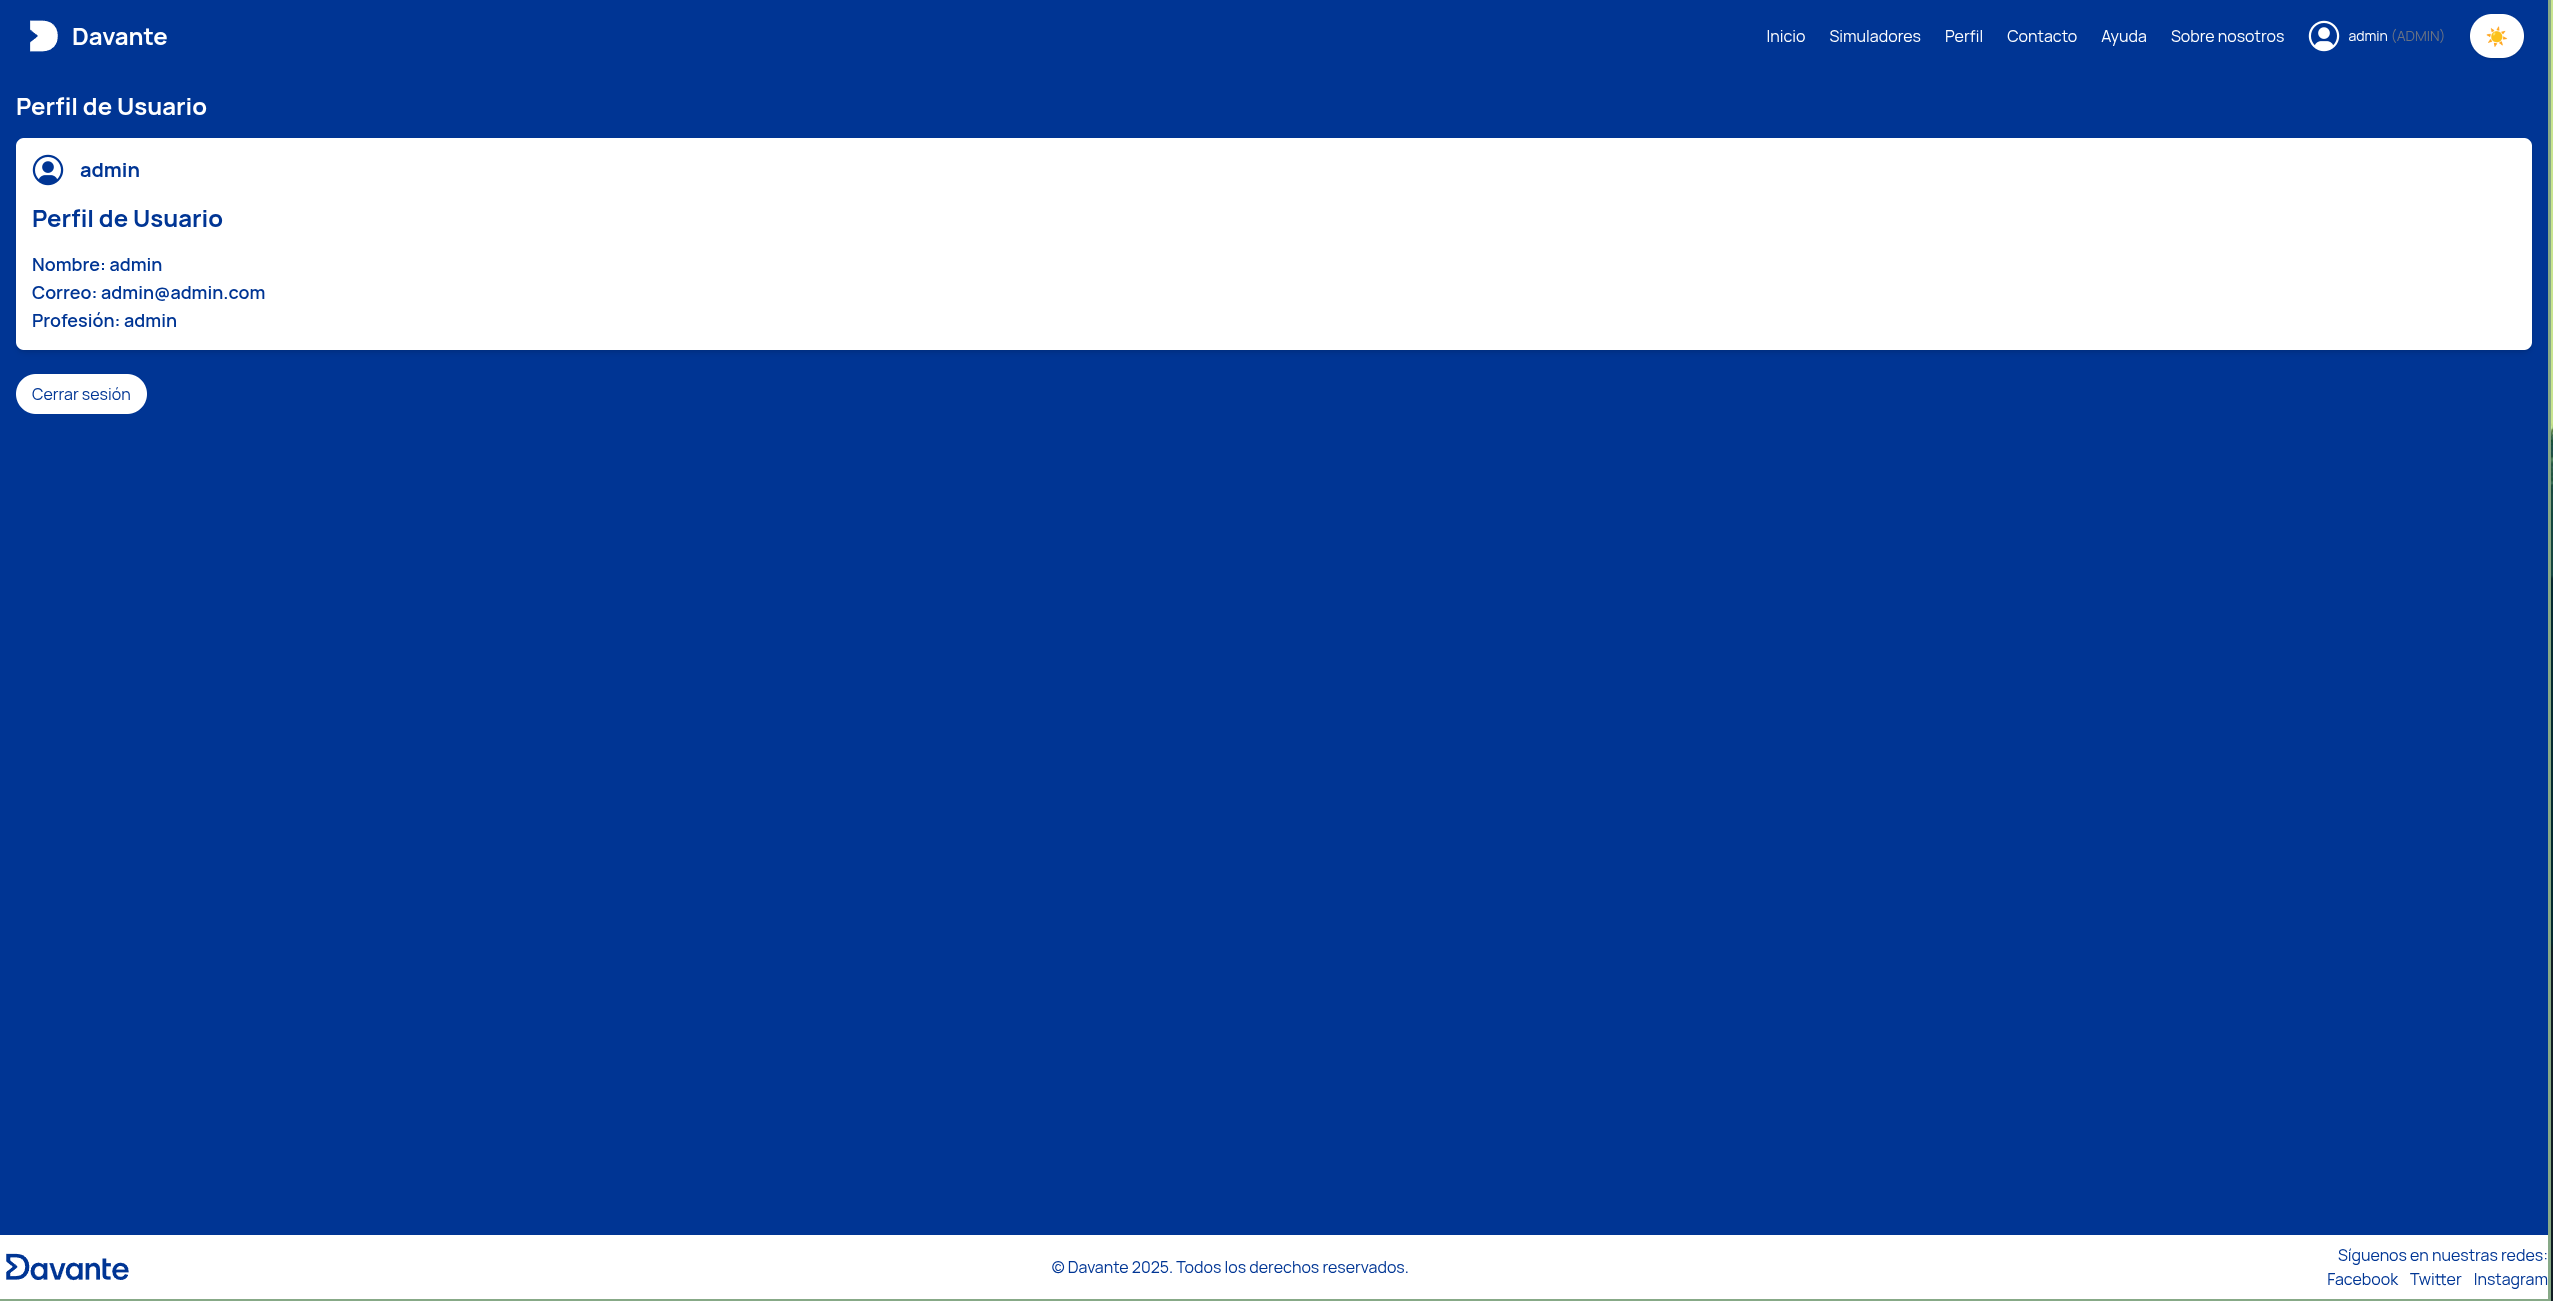 Davante
Inicio Simuladores Perfil Contacto Ayuda Sobre nosotros admin (ADMIN)
Perfil de Usuario
admin
Perfil de Usuario
Nombre: admin
Correo: admin@admin.com
Profesión: admin
Cerrar sesión
Davante
© Davante 2025. Todos los derechos reservados.
Síguenos en nuestras redes:
Facebook Twitter Instagram